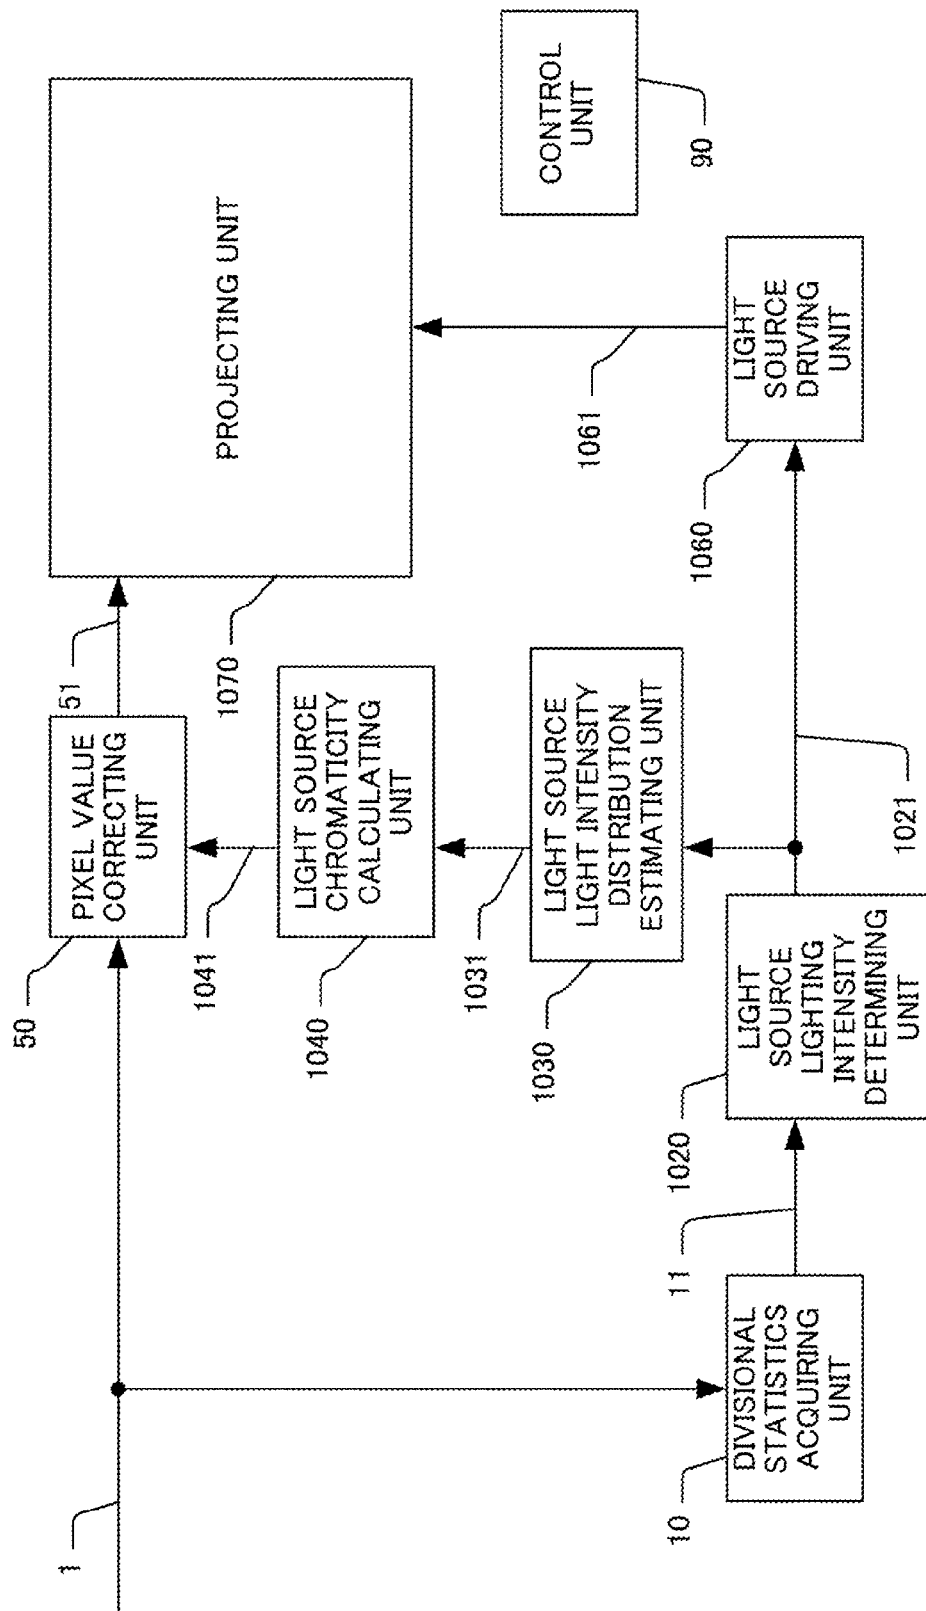 1
50
PIXEL VALUE
CORRECTING
UNIT
51
PROJECTING UNIT
1070
1041
LIGHT SOURCE
CHROMATICITY
CALCULATING
UNIT
1040
1031
LIGHT SOURCE
LIGHT INTENSITY
DISTRIBUTION
ESTIMATING UNIT
1030
CONTROL
UNIT
90
10
DIVISIONAL
STATISTICS
ACQUIRING
UNIT
11
1020
LIGHT
SOURCE
LIGHTING
INTENSITY
DETERMINING
UNIT
1021
1060
LIGHT
SOURCE
DRIVING
UNIT
1061